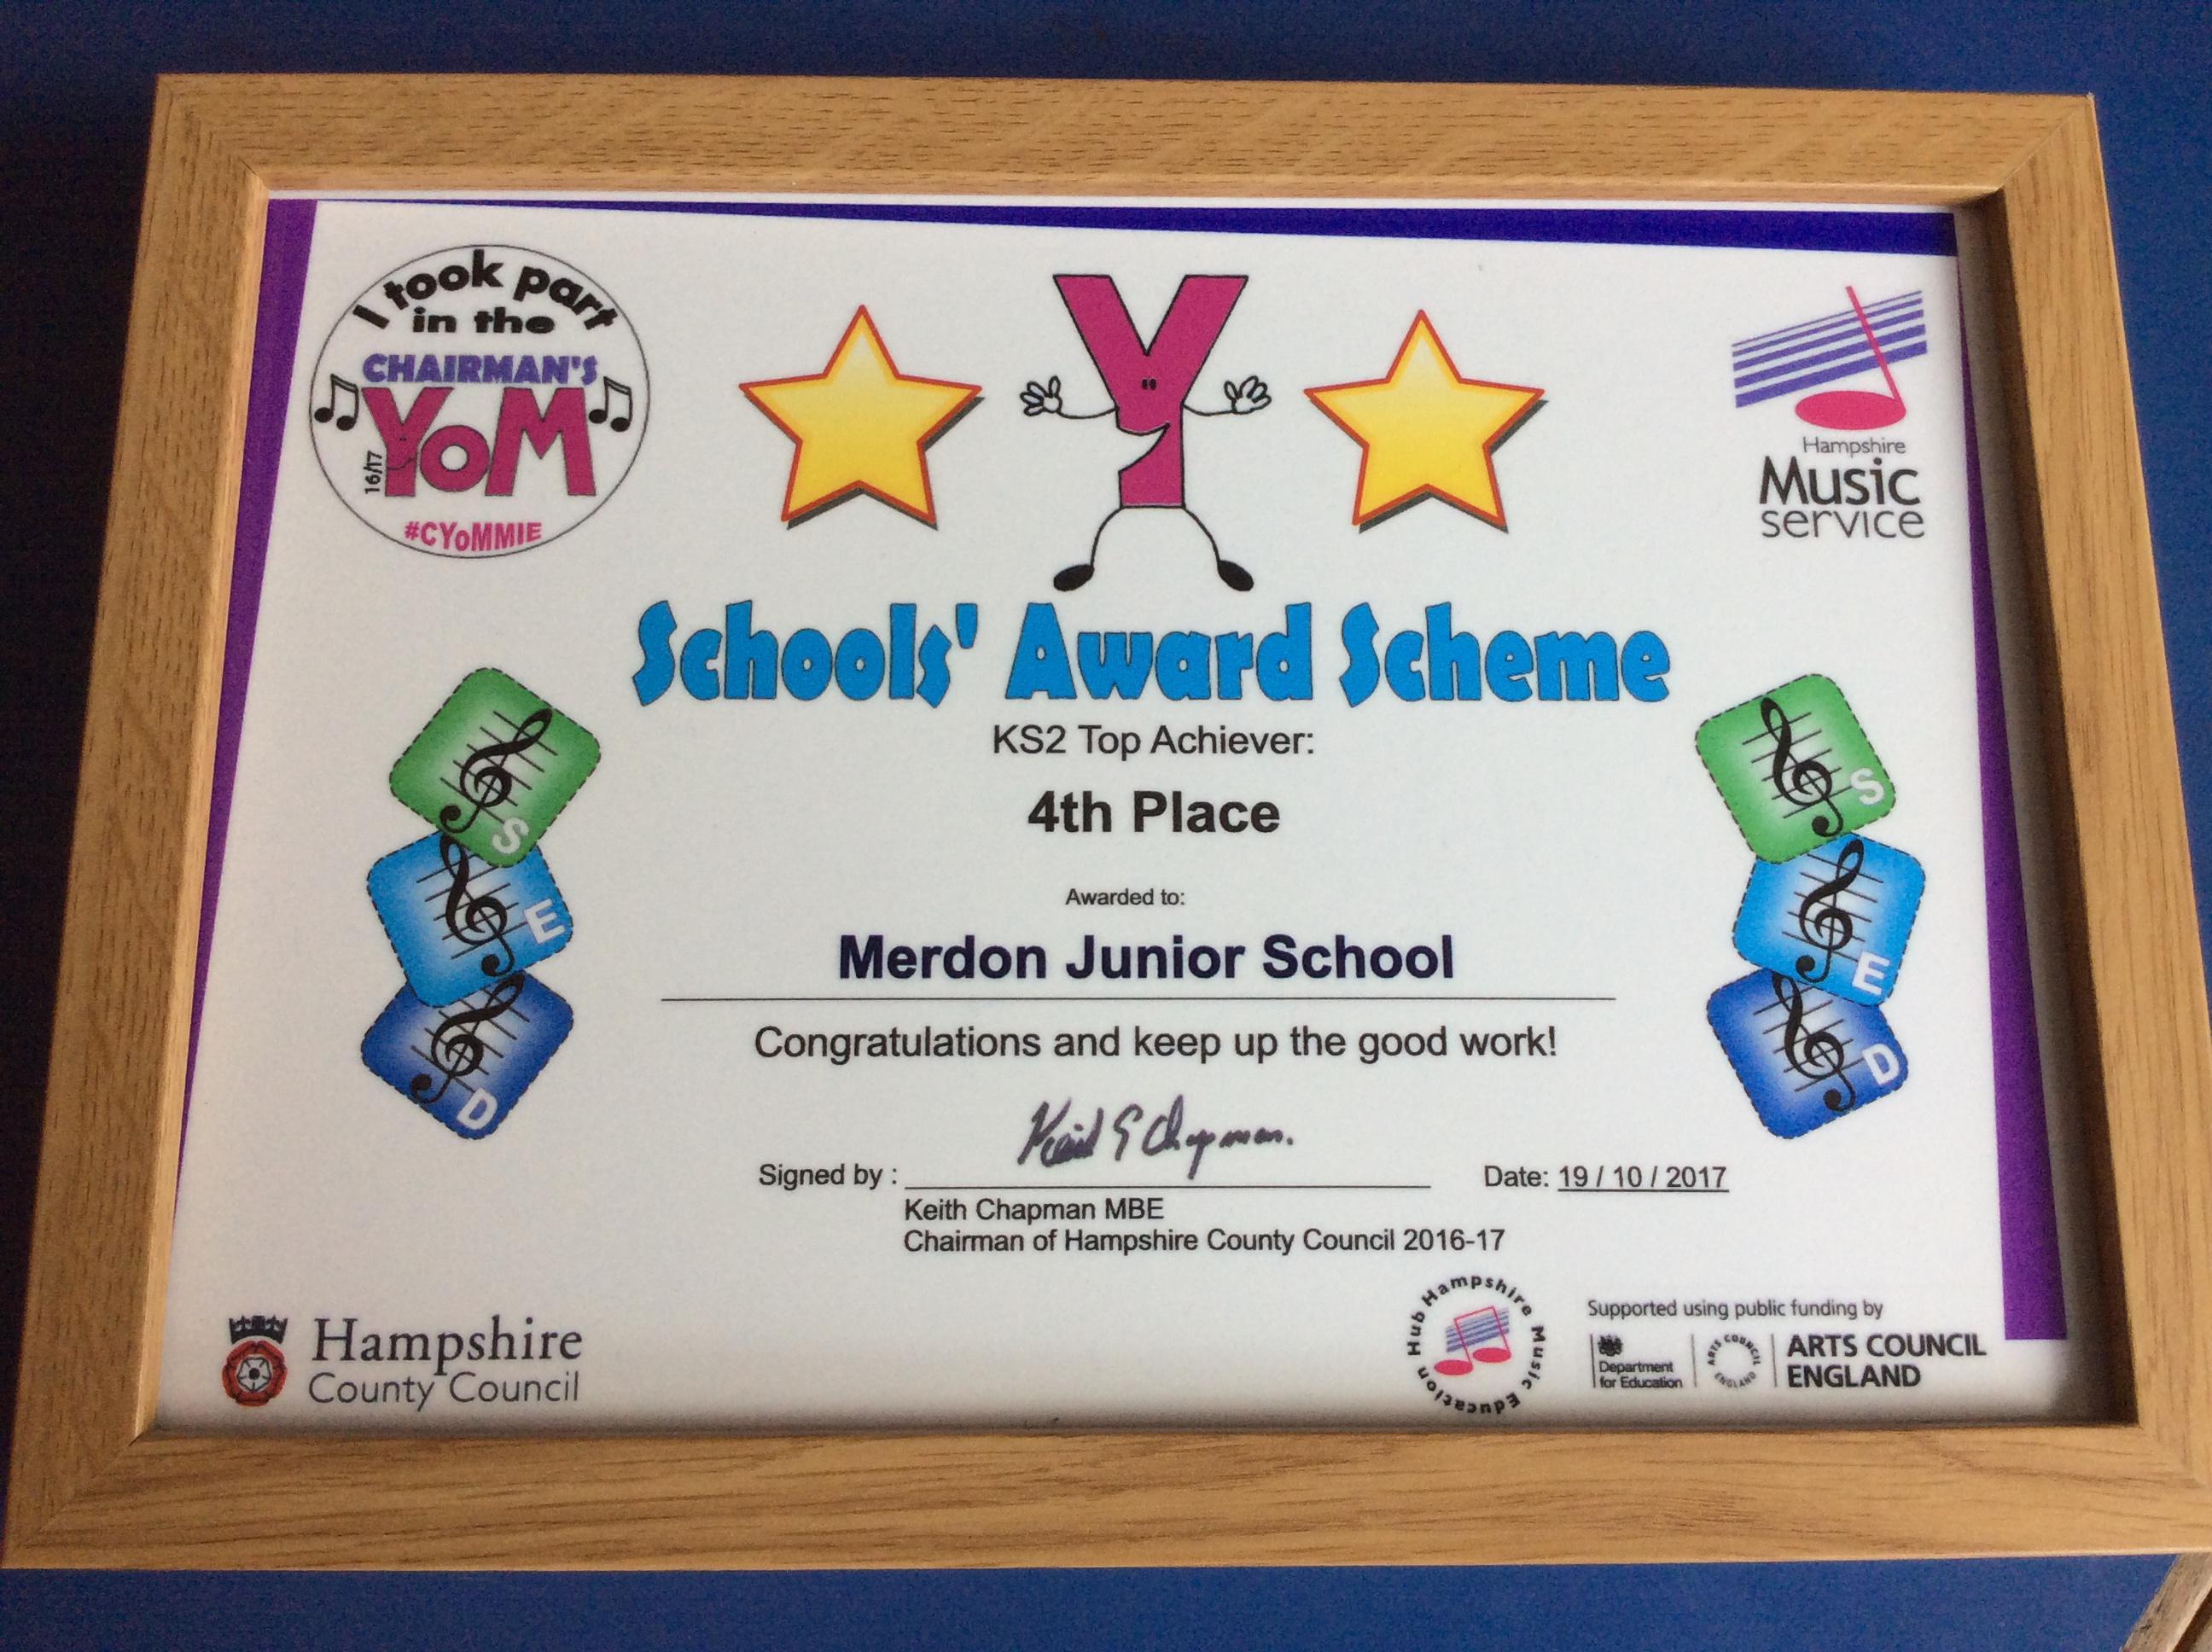 I took part
in the
CHAIRMAN'S
YoM
16/17
#CYoMMIE
Y
Hampshire
Music
service
Schools' Award Scheme
KS2 Top Achiever:
4th Place
Awarded to:
Merdon Junior School
Congratulations and keep up the good work!
S
E
D
S
E
D
Keith Chapman.
Signed by :
Date: 19 / 10 / 2017
Keith Chapman MBE
Chairman of Hampshire County Council 2016-17
Hampshire
County Council
Hampshire Music Education Hub
Supported using public funding by
Department
for Education
ARTS COUNCIL
ENGLAND
ARTS COUNCIL
ENGLAND